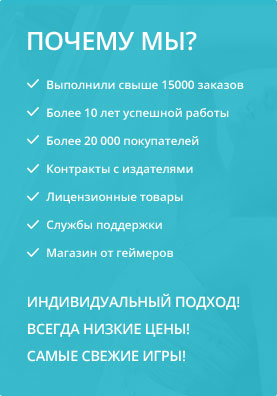 ПОЧЕМУ МЫ?
Выполнили свыше 15000 заказов
Более 10 лет успешной работы
Более 20 000 покупателей
Контракты с издателями
Лицензионные товары
Службы поддержки
Магазин от геймеров
ИНДИВИДУАЛЬНЫЙ ПОДХОД!
ВСЕГДА НИЗКИЕ ЦЕНЫ!
САМЫЕ СВЕЖИЕ ИГРЫ!